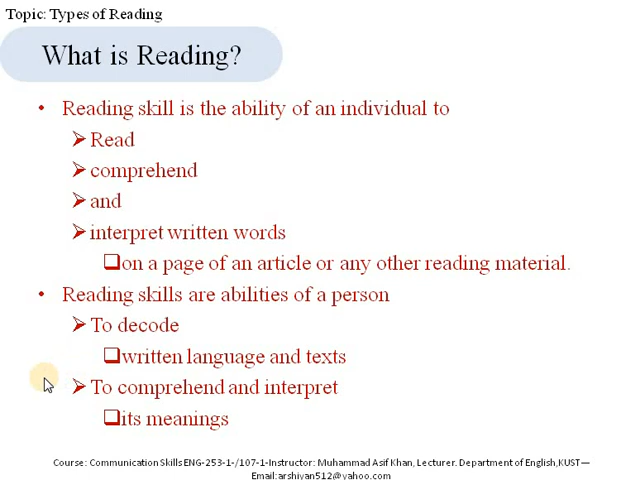 Topic: Types of Reading
What is Reading?
• Reading skill is the ability of an individual to
➢ Read
➢ comprehend
➢ and
➢ interpret written words
❑ on a page of an article or any other reading material.
• Reading skills are abilities of a person
➢ To decode
❑ written language and texts
➢ To comprehend and interpret
❑ its meanings
Course: Communication Skills ENG-253-1-/107-1-Instructor: Muhammad Asif Khan, Lecturer. Department of English,KUST—
Email:arshiyan512@yahoo.com